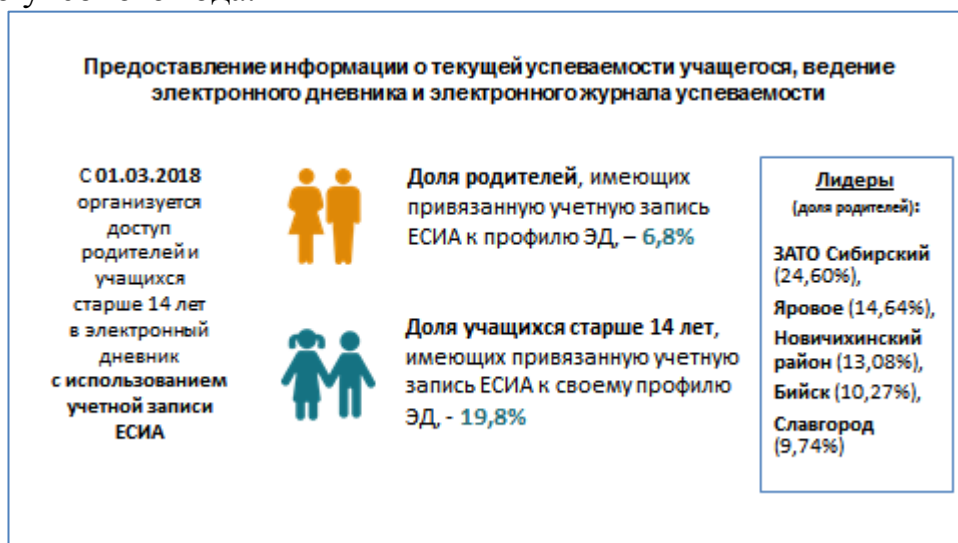 Предоставление информации о текущей успеваемости учащегося, ведение
электронного дневника и электронного журнала успеваемости
С 01.03.2018
организуется
доступ
родителей и
учащихся
старше 14 лет
в электронный
дневник
с использованием
учетной записи
ЕСИА
Доля родителей, имеющих
привязанную учетную запись
ЕСИА к профилю ЭД, – 6,8%
Доля учащихся старше 14 лет,
имеющих привязанную учетную
запись ЕСИА к своему профилю
ЭД, - 19,8%
Лидеры
(доля родителей):
ЗАТО Сибирский
(24,60%),
Яровое (14,64%),
Новичихинский
район (13,08%),
Бийск (10,27%),
Славгород
(9,74%)